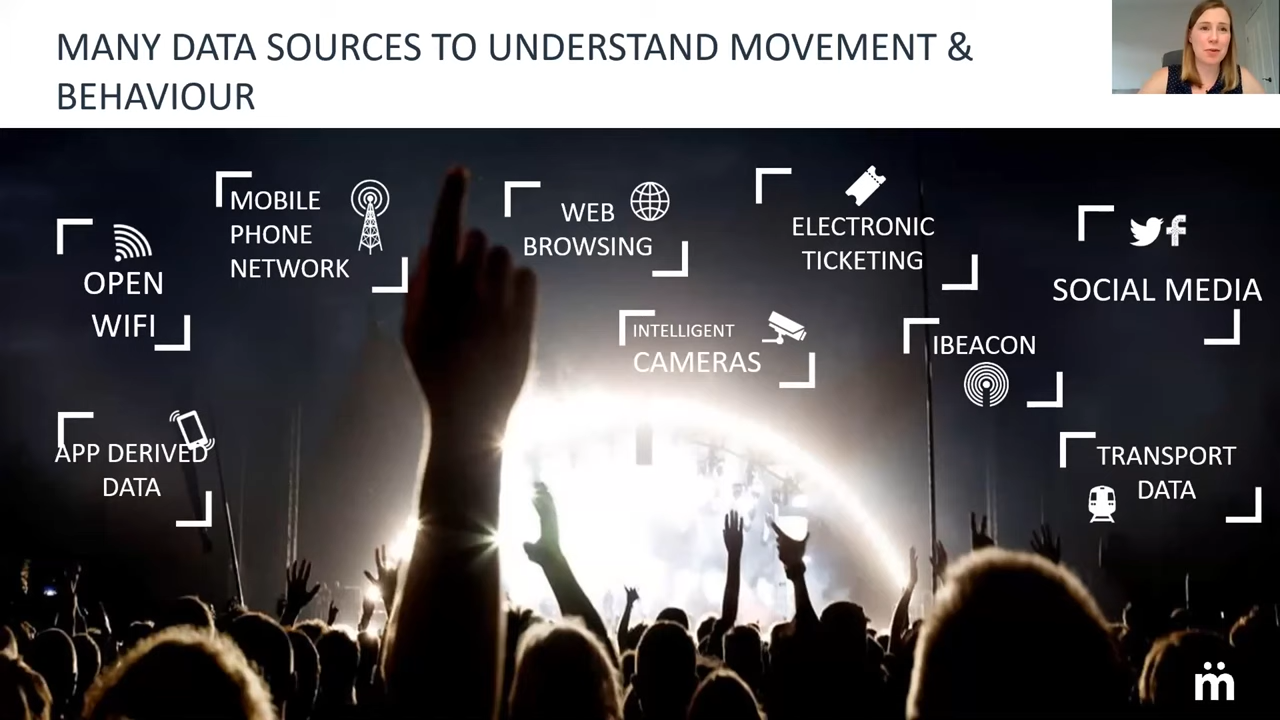 MANY DATA SOURCES TO UNDERSTAND MOVEMENT &
BEHAVIOUR
OPEN
WIFI
MOBILE
PHONE
NETWORK
WEB
BROWSING
ELECTRONIC
TICKETING
SOCIAL MEDIA
INTELLIGENT
CAMERAS
IBEACON
APP DERIVED
DATA
TRANSPORT
DATA
m̈